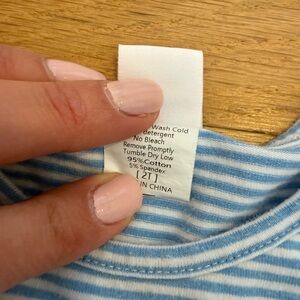 Wash Cold
Detergent
No Bleach
Remove Promptly
Tumble Dry Low
95%Cotton
5% Spandex
[2T]
IN CHINA